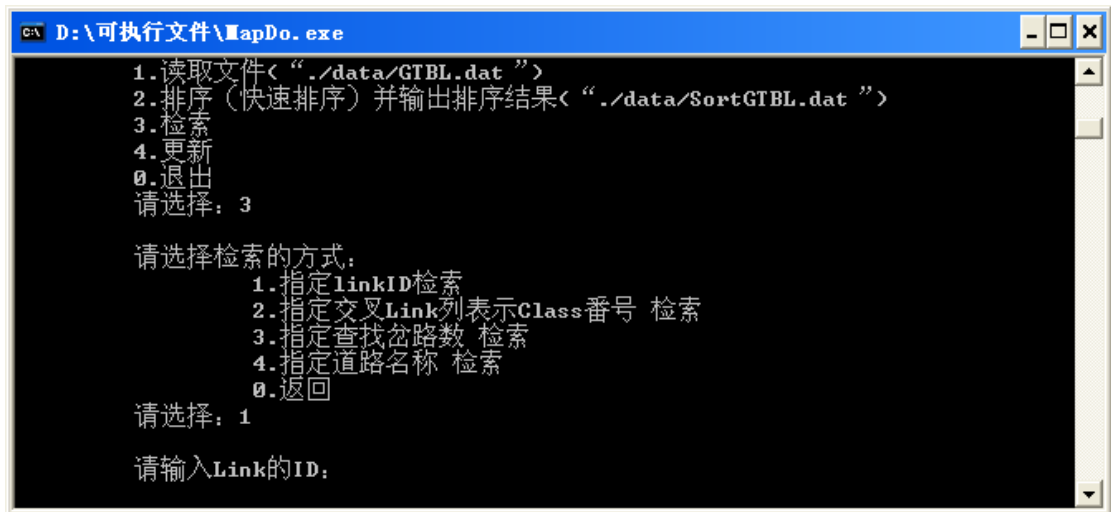 D:\可执行文件\MapDo.exe
1.读取文件(“./data/GTBL.dat ”)
2.排序（快速排序）并输出排序结果(“./data/SortGTBL.dat ”)
3.检索
4.更新
0.退出
请选择：3
请选择检索的方式：
1.指定linkID检索
2.指定交叉Link列表示Class番号 检索
3.指定查找岔路数 检索
4.指定道路名称 检索
0.返回
请选择：1
请输入Link的ID：